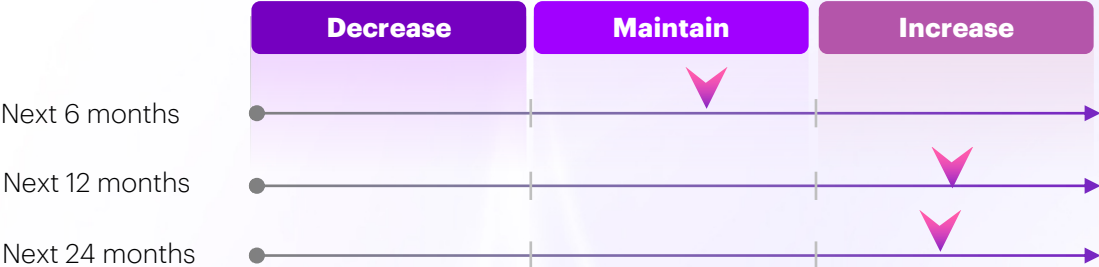 Decrease Maintain Increase
Next 6 months
Next 12 months
Next 24 months